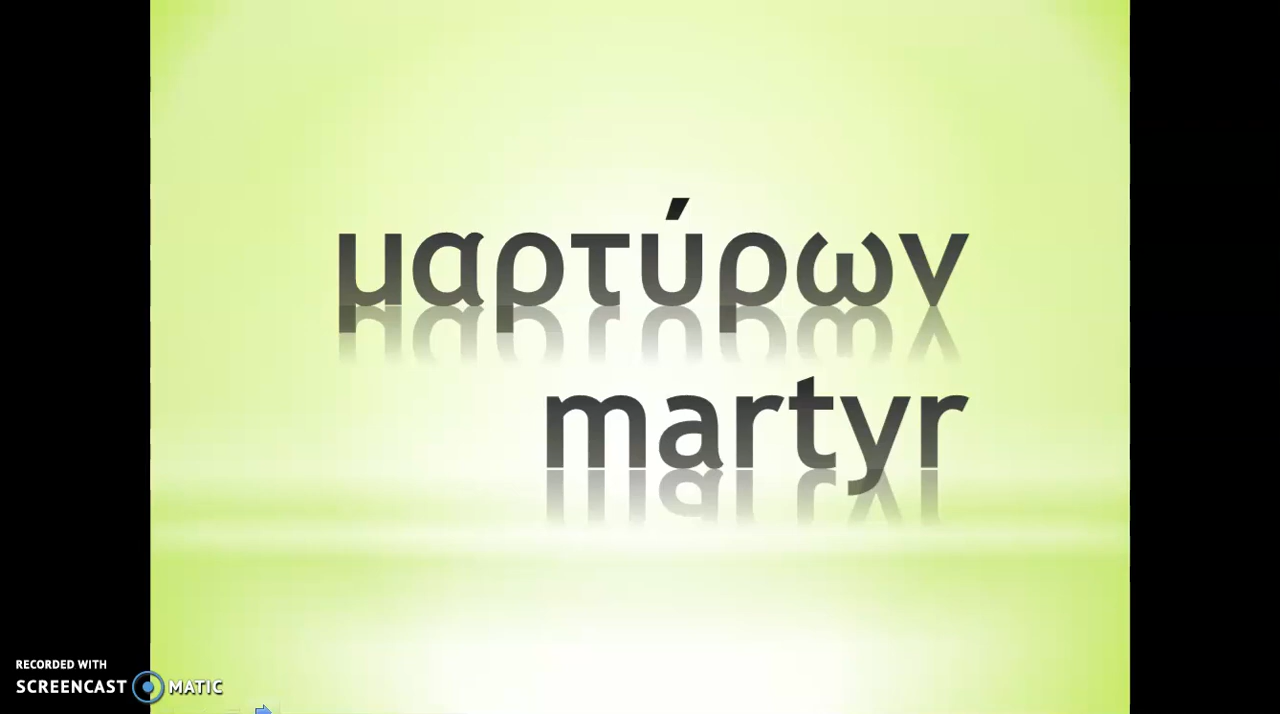 μαρτύρων
martyr
RECORDED WITH
SCREENCAST MATIC